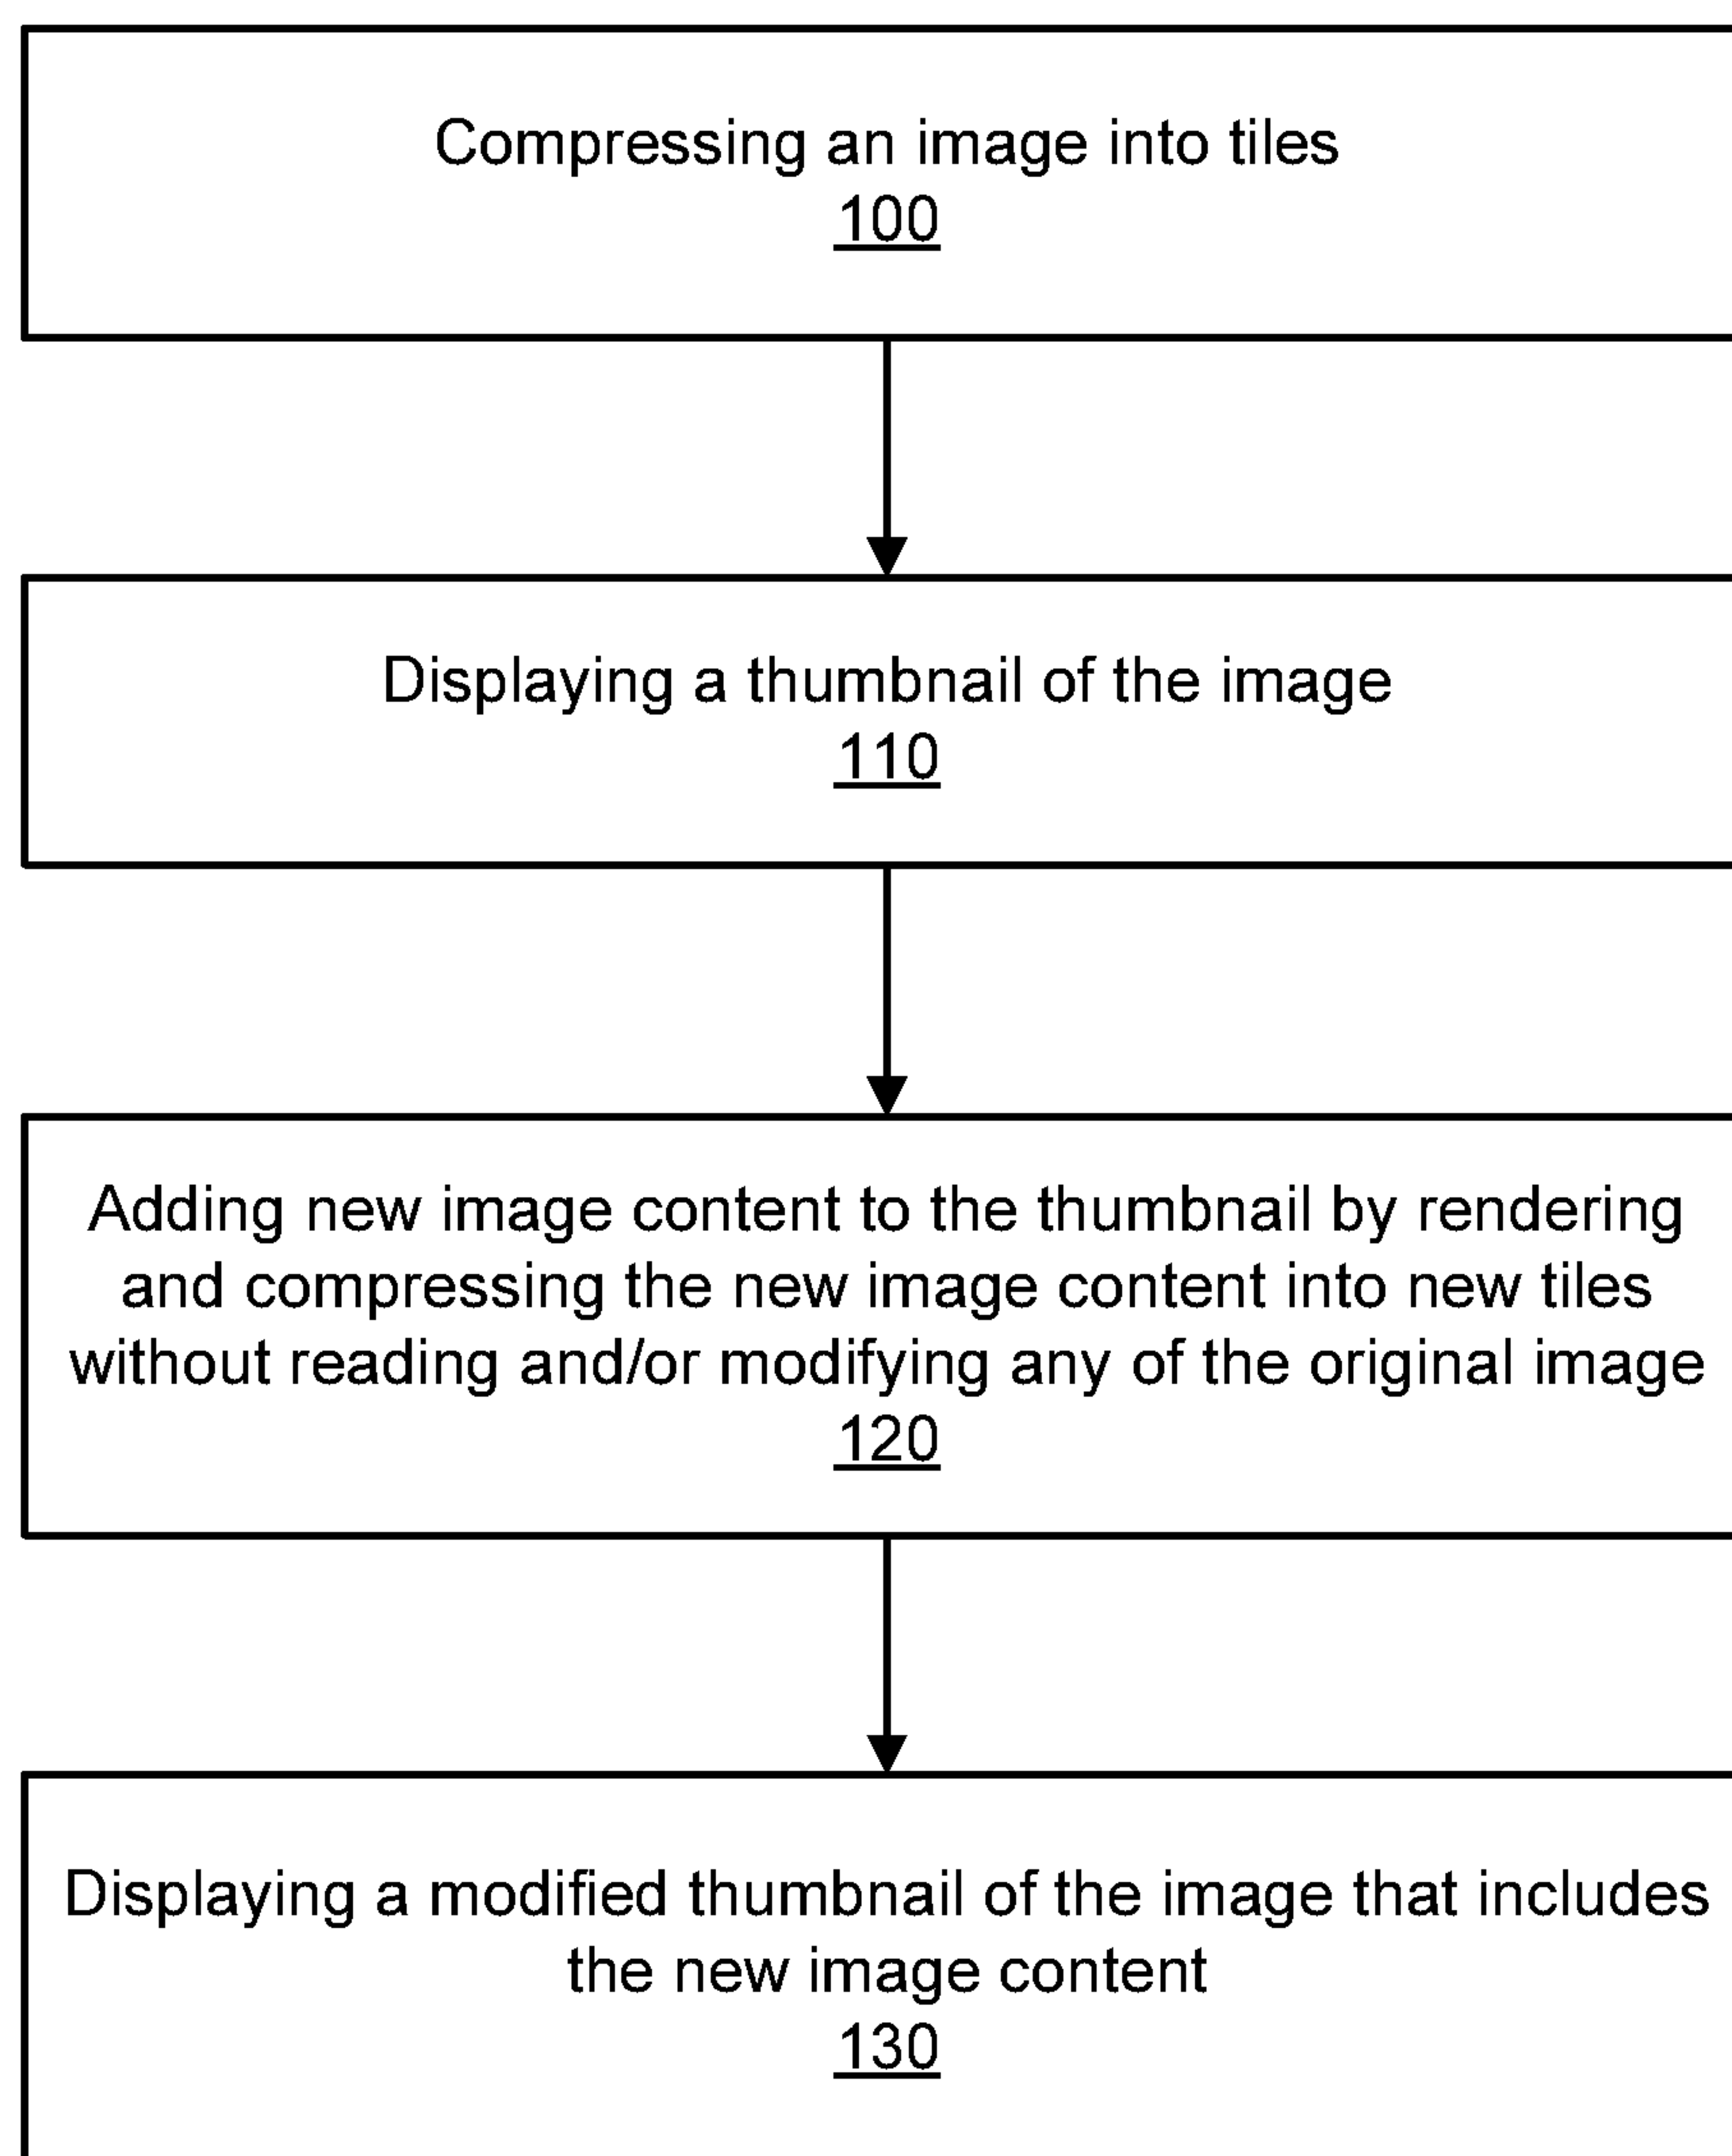 Compressing an image into tiles
100
Displaying a thumbnail of the image
110
Adding new image content to the thumbnail by rendering
and compressing the new image content into new tiles
without reading and/or modifying any of the original image
120
Displaying a modified thumbnail of the image that includes
the new image content
130